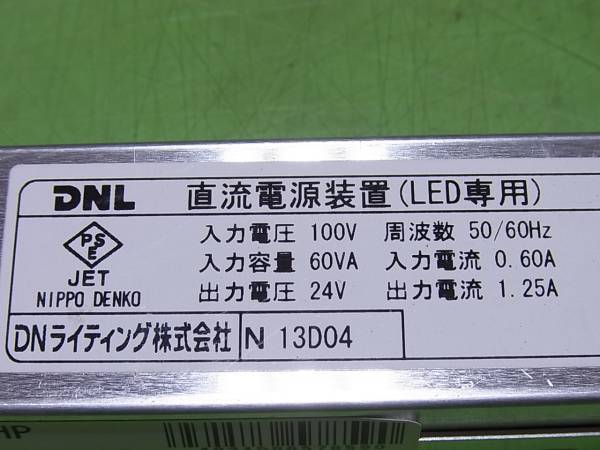 DNL 直流電源装置(LED専用)
PSE
JET
NIPPO DENKO
入力電圧 100V 周波数 50/60Hz
入力容量 60VA 入力電流 0.60A
出力電圧 24V 出力電流 1.25A
DNライティング株式会社 N 13D04
HP